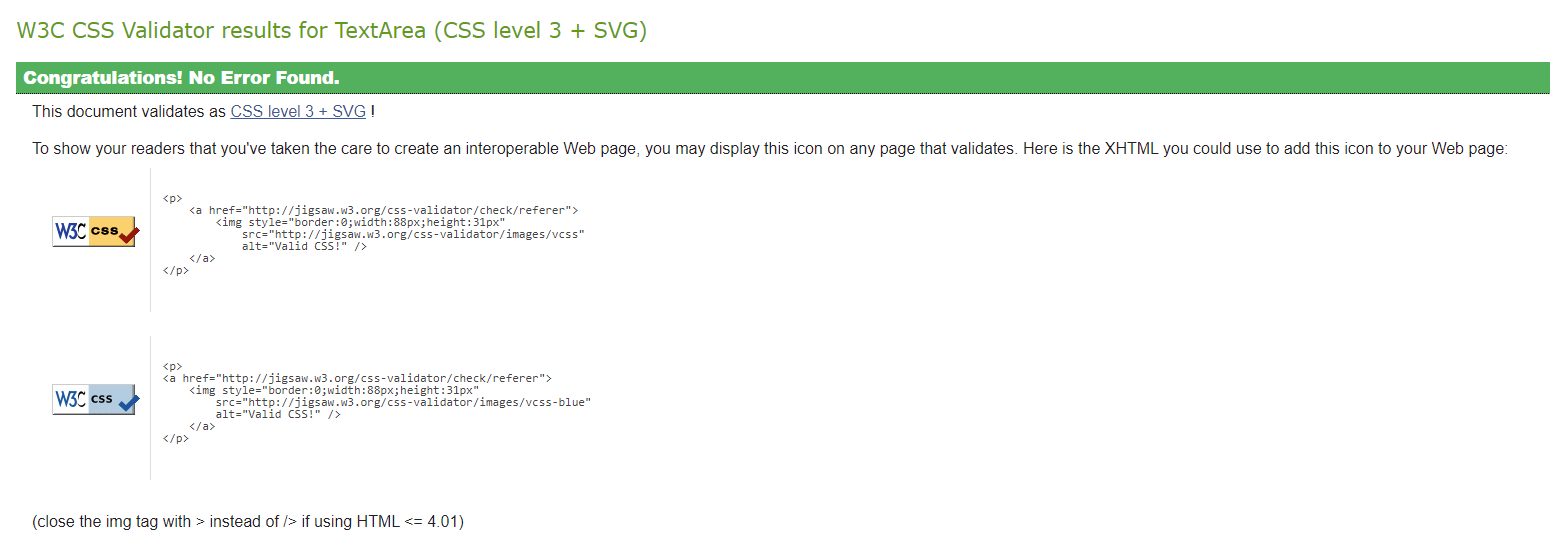 W3C CSS Validator results for TextArea (CSS level 3 + SVG)
Congratulations! No Error Found.
This document validates as CSS level 3 + SVG !
To show your readers that you've taken the care to create an interoperable Web page, you may display this icon on any page that validates. Here is the XHTML you could use to add this icon to your Web page:
W3C css
<p>
    <a href="http://jigsaw.w3.org/css-validator/check/referer">
        <img style="border:0;width:88px;height:31px"
            src="http://jigsaw.w3.org/css-validator/images/vcss"
            alt="Valid CSS!" />
    </a>
</p>
W3C css
<p>
<a href="http://jigsaw.w3.org/css-validator/check/referer">
    <img style="border:0;width:88px;height:31px"
        src="http://jigsaw.w3.org/css-validator/images/vcss-blue"
        alt="Valid CSS!" />
    </a>
</p>
(close the img tag with > instead of /> if using HTML <= 4.01)